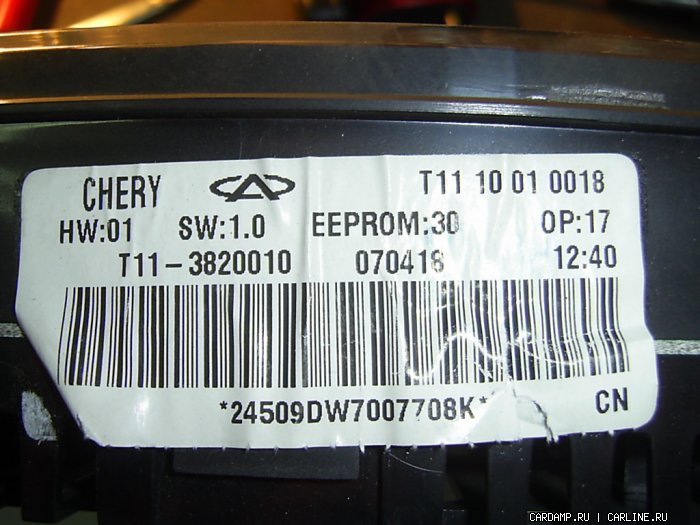 CHERY T11 10 01 0018
HW:01 SW:1.0 EEPROM:30 OP:17
T11-3820010 070418 12:40
*24509DW7007708K*
CN
CARDAMP.RU | CARLINE.RU